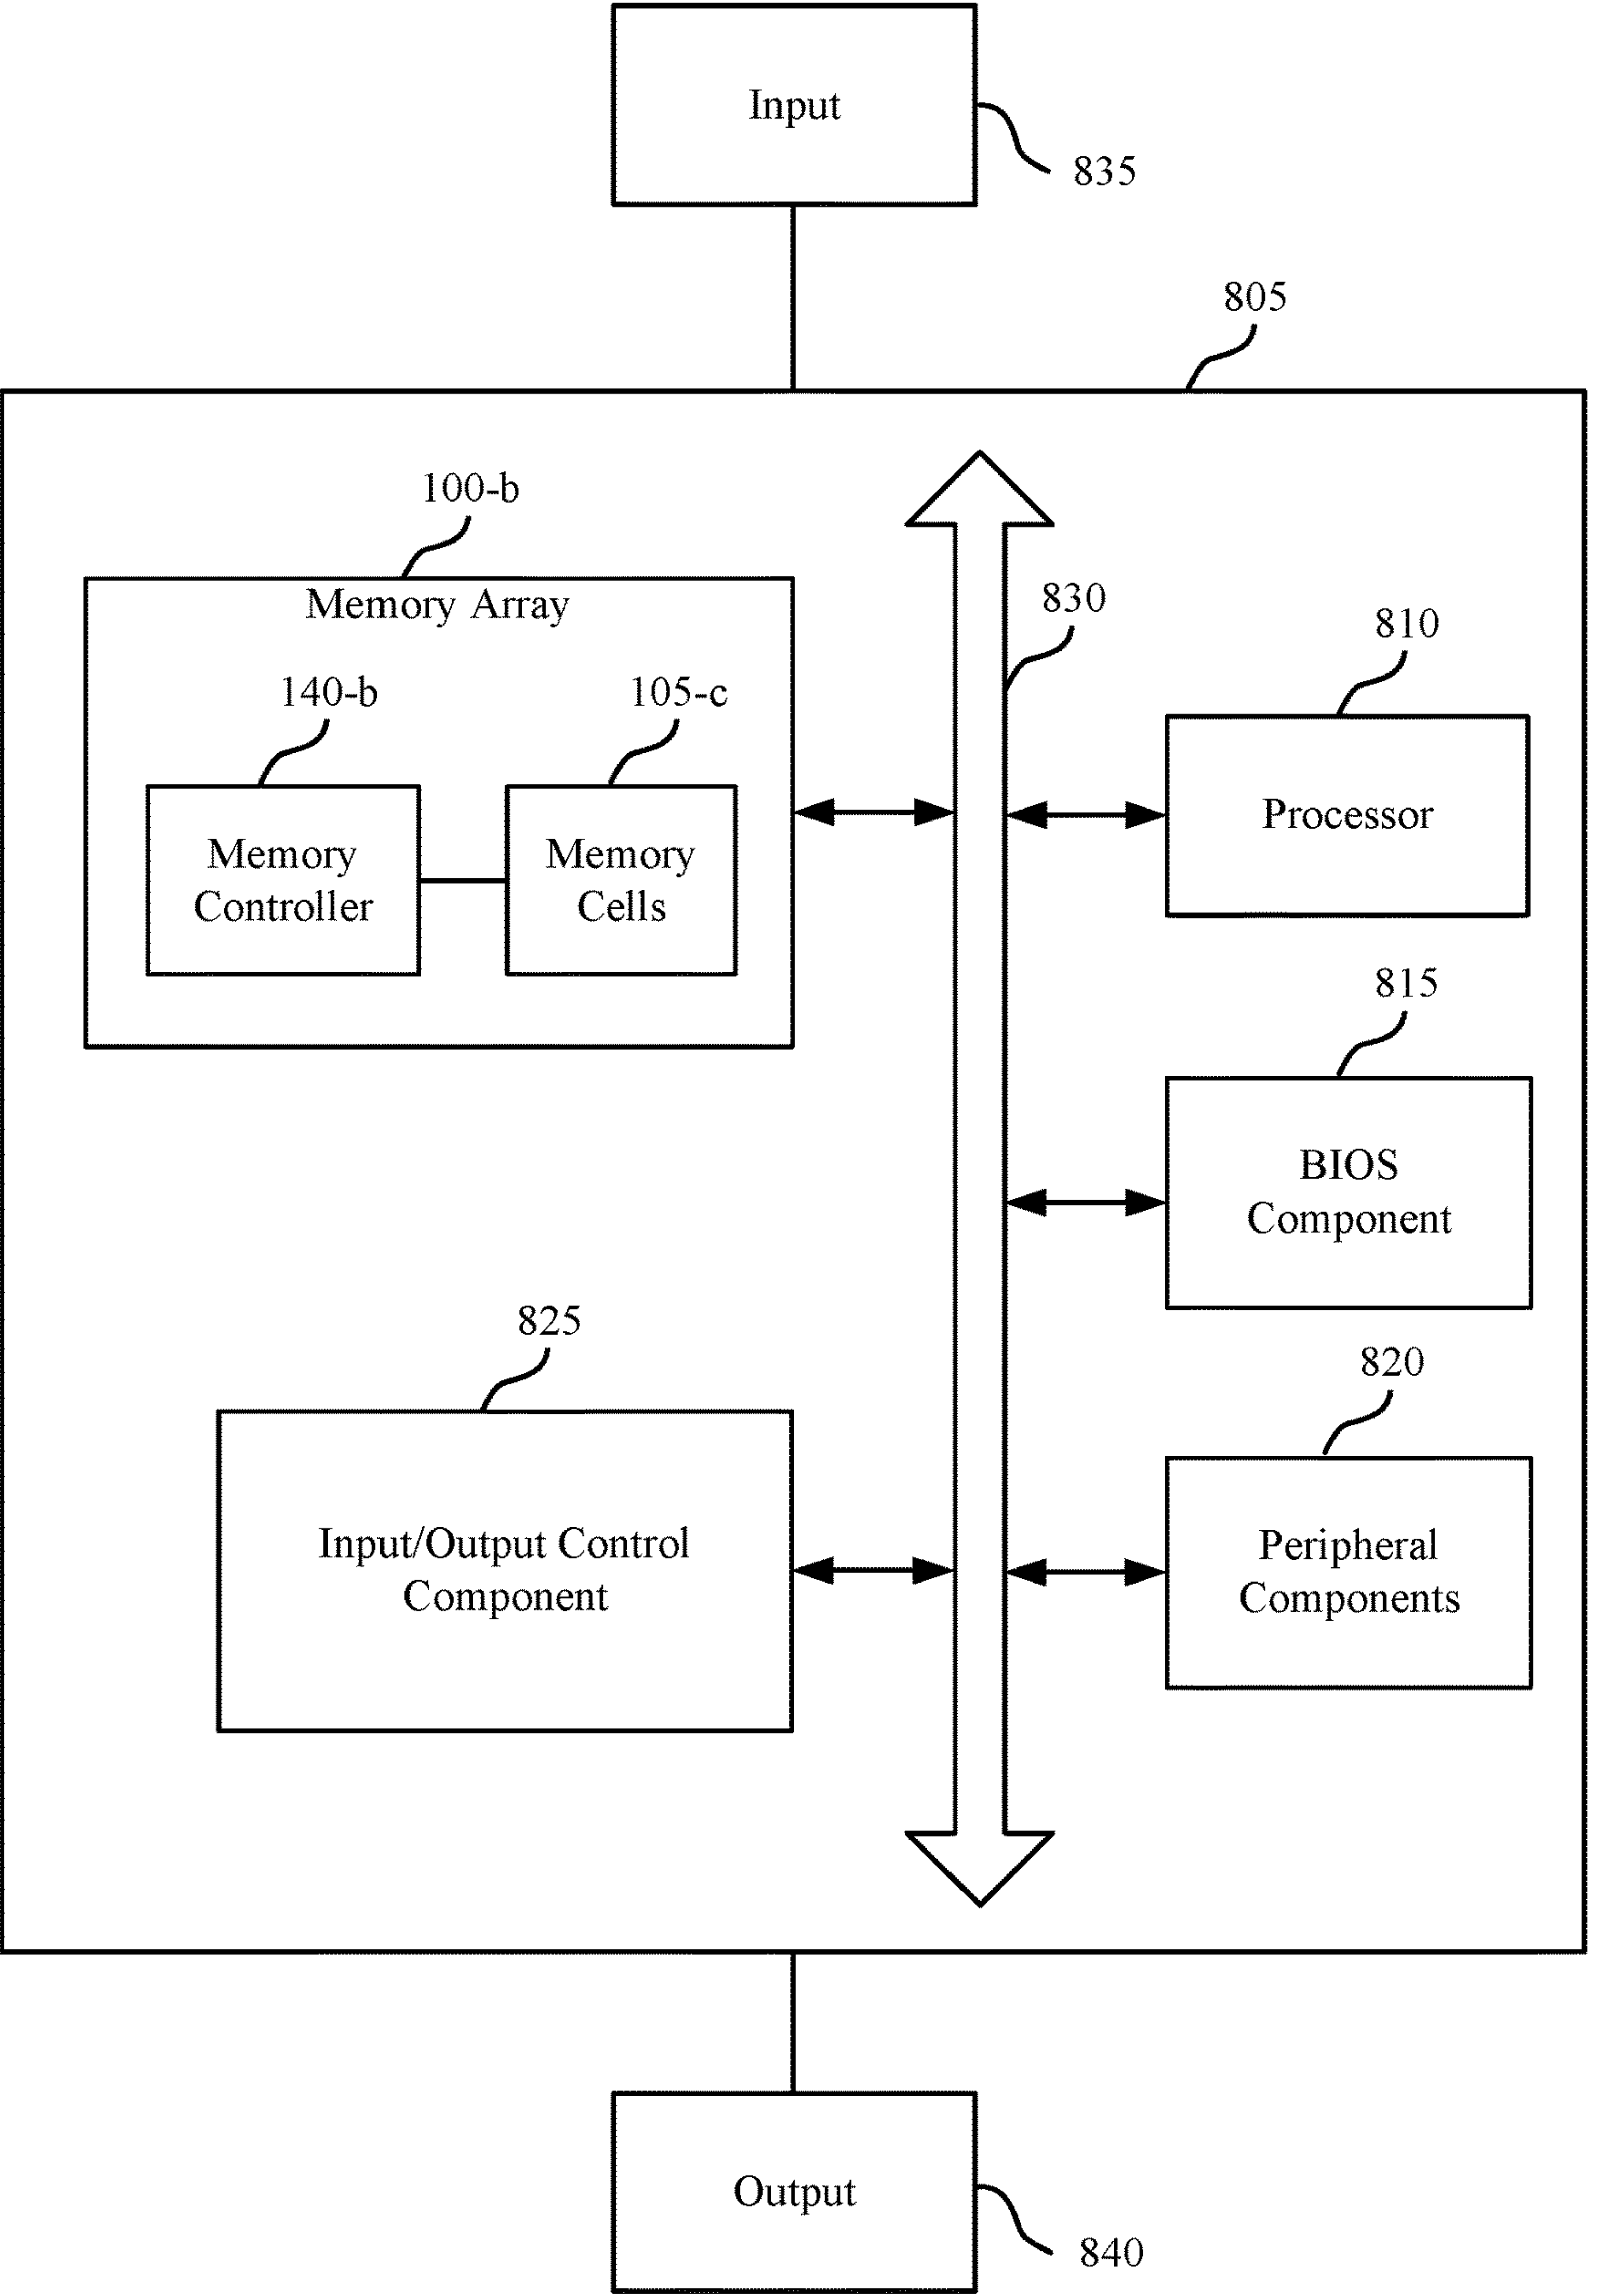 Input
835
805
100-b
Memory Array
830
810
140-b
105-c
Memory
Controller
Memory
Cells
Processor
815
BIOS
Component
825
820
Input/Output Control
Component
Peripheral
Components
Output
840